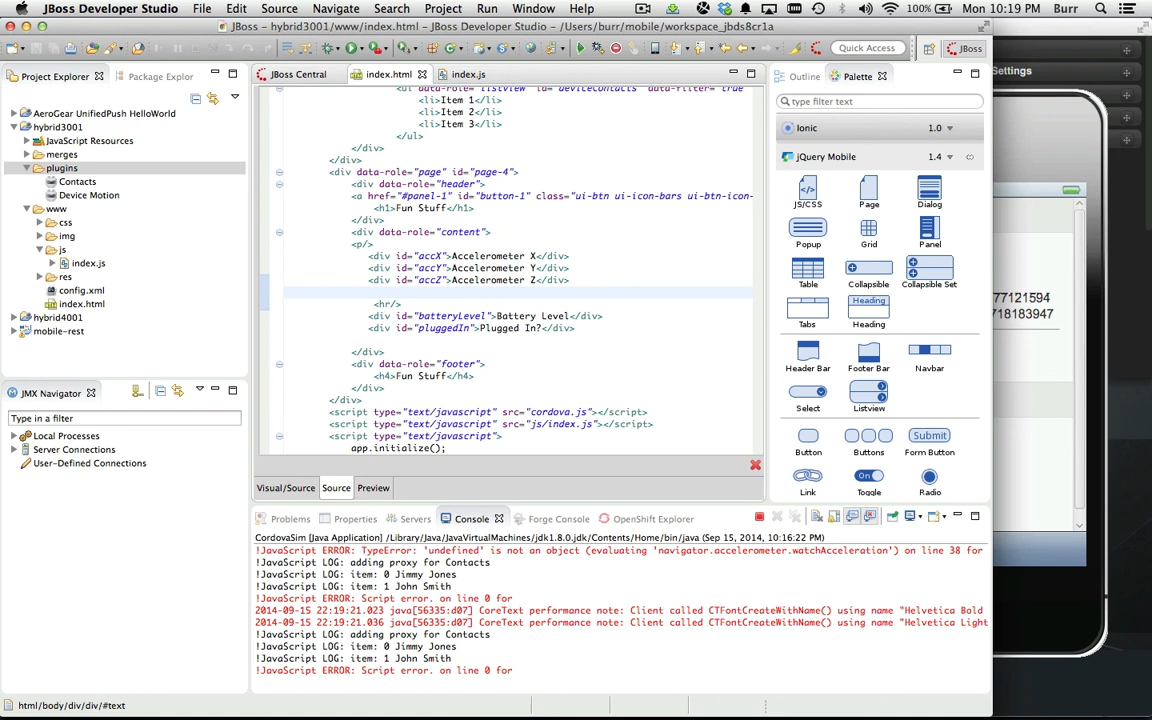 JBoss Developer Studio File Edit Source Navigate Search Project Run Window Help 100% Mon 10:19 PM Burr
JBoss – hybrid3001/www/index.html – JBoss Developer Studio – /Users/burr/mobile/workspace_jbds8cr1a
Quick Access JBoss
Project Explorer Package Explor
AeroGear UnifiedPush HelloWorld
hybrid3001
JavaScript Resources
merges
plugins
Contacts
Device Motion
www
css
img
js
index.js
res
config.xml
index.html
hybrid4001
mobile-rest
JMX Navigator
Type in a filter
Local Processes
Server Connections
User-Defined Connections
JBoss Central index.html index.js
<ul data-role="listview" id="deviceContacts" data-filter="true
<li>Item 1</li>
<li>Item 2</li>
<li>Item 3</li>
</ul>
</div>
</div>
<div data-role="page" id="page-4">
<div data-role="header">
<a href="#panel-1" id="button-1" class="ui-btn ui-icon-bars ui-btn-icon-
<h1>Fun Stuff</h1>
</div>
<div data-role="content">
<p/>
<div id="accX">Accelerometer X</div>
<div id="accY">Accelerometer Y</div>
<div id="accZ">Accelerometer Z</div>
<hr/>
<div id="batteryLevel">Battery Level</div>
<div id="pluggedIn">Plugged In?</div>
</div>
<div data-role="footer">
<h4>Fun Stuff</h4>
</div>
</div>
<script type="text/javascript" src="cordova.js"></script>
<script type="text/javascript" src="js/index.js"></script>
<script type="text/javascript">
app.initialize();
Visual/Source Source Preview
Outline Palette
type filter text
Ionic 1.0
jQuery Mobile 1.4
JS/CSS Page Dialog
Popup Grid Panel
Table Collapsible Collapsible Set
Heading
Tabs Heading
Header Bar Footer Bar Navbar
Select Listview
Submit
Button Buttons Form Button
On
Link Toggle Radio
Settings
77121594
718183947
Problems Properties Servers Console Forge Console OpenShift Explorer
CordovaSim [Java Application] /Library/Java/JavaVirtualMachines/jdk1.8.0.jdk/Contents/Home/bin/java (Sep 15, 2014, 10:16:22 PM)
!JavaScript ERROR: TypeError: 'undefined' is not an object (evaluating 'navigator.accelerometer.watchAcceleration') on line 38 for
!JavaScript LOG: adding proxy for Contacts
!JavaScript LOG: item: 0 Jimmy Jones
!JavaScript LOG: item: 1 John Smith
!JavaScript ERROR: Script error. on line 0 for
2014-09-15 22:19:21.023 java[56335:d07] CoreText performance note: Client called CTFontCreateWithName() using name "Helvetica Bold
2014-09-15 22:19:21.036 java[56335:d07] CoreText performance note: Client called CTFontCreateWithName() using name "Helvetica Light
!JavaScript LOG: adding proxy for Contacts
!JavaScript LOG: item: 0 Jimmy Jones
!JavaScript LOG: item: 1 John Smith
!JavaScript ERROR: Script error. on line 0 for
html/body/div/div/#text